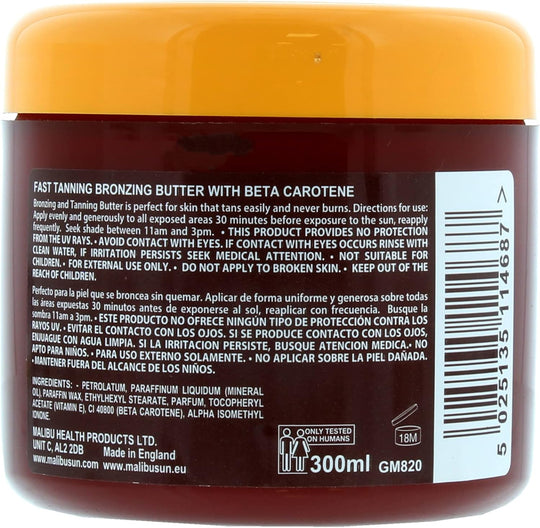 FAST TANNING BRONZING BUTTER WITH BETA CAROTENE
Bronzing and Tanning Butter is perfect for skin that tans easily and never burns. Directions for use:
Apply evenly and generously to all exposed areas 30 minutes before exposure to the sun, reapply
frequently. Seek shade between 11am and 3pm. • THIS PRODUCT PROVIDES NO PROTECTION
FROM THE UV RAYS. • AVOID CONTACT WITH EYES. IF CONTACT WITH EYES OCCURS RINSE WITH
CLEAN WATER, IF IRRITATION PERSISTS SEEK MEDICAL ATTENTION. • NOT SUITABLE FOR
CHILDREN. • FOR EXTERNAL USE ONLY. • DO NOT APPLY TO BROKEN SKIN. • KEEP OUT OF THE
REACH OF CHILDREN.
Perfecto para la piel que se broncea sin quemar. Aplicar de forma uniforme y generosa sobre todas
las áreas expuestas 30 minutos antes de exponerse al sol, reaplicar con frecuencia. Busque la
sombra 11am a 3pm. • ESTE PRODUCTO NO OFRECE NINGÚN TIPO DE PROTECCIÓN CONTRA LOS
RAYOS UV. • EVITAR EL CONTACTO CON LOS OJOS. SI SE PRODUCE CONTACTO CON LOS OJOS,
ENJUAGUE CON AGUA LIMPIA. SI LA IRRITACION PERSISTE, BUSQUE ATENCION MEDICA. • NO
APTO PARA NIÑOS. • PARA USO EXTERNO SOLAMENTE. • NO APLICAR SOBRE LA PIEL DAÑADA.
• MANTENER FUERA DEL ALCANCE DE LOS NIÑOS.
INGREDIENTS: - PETROLATUM, PARAFFINUM LIQUIDUM (MINERAL
OIL), PARAFFIN WAX, ETHYLHEXYL STEARATE, PARFUM, TOCOPHERYL
ACETATE (VITAMIN E), CI 40800 (BETA CAROTENE), ALPHA ISOMETHYL
IONONE.
MALIBU HEALTH PRODUCTS LTD.
UNIT C, AL2 2DB Made in England
www.malibusun.com www.malibusun.eu
ONLY TESTED
ON HUMANS
18M
300ml GM820
5 025135 114687 >